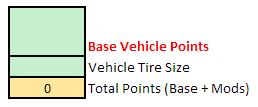 Base Vehicle Points
Vehicle Tire Size
0 Total Points (Base + Mods)